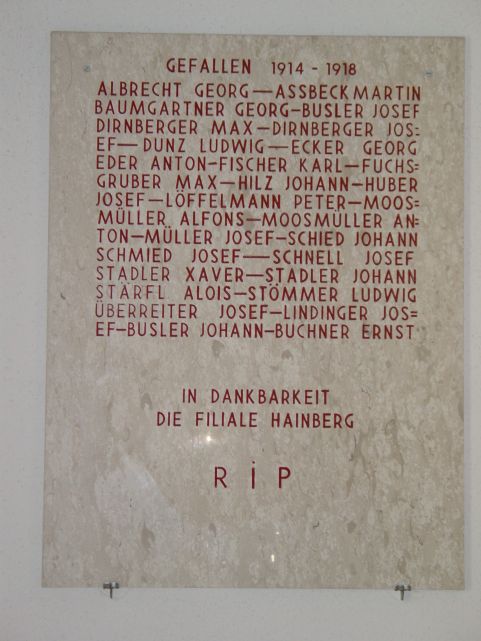 GEFALLEN 1914 - 1918
ALBRECHT GEORG—ASSBECK MARTIN
BAUMGARTNER GEORG-BUSLER JOSEF
DIRNBERGER MAX—DIRNBERGER JOS=
EF—DUNZ LUDWIG—ECKER GEORG
EDER ANTON-FISCHER KARL—FUCHS=
GRUBER MAX—HILZ JOHANN-HUBER
JOSEF—LÖFFELMANN PETER—MOOS=
MÜLLER ALFONS—MOOSMÜLLER AN=
TON—MÜLLER JOSEF-SCHIED JOHANN
SCHMIED JOSEF—SCHNELL JOSEF
STADLER XAVER—STADLER JOHANN
STÄRFL ALOIS—STÖMMER LUDWIG
ÜBERREITER JOSEF—LINDINGER JOS=
EF-BUSLER JOHANN—BUCHNER ERNST
IN DANKBARKEIT
DIE FILIALE HAINBERG
R i P